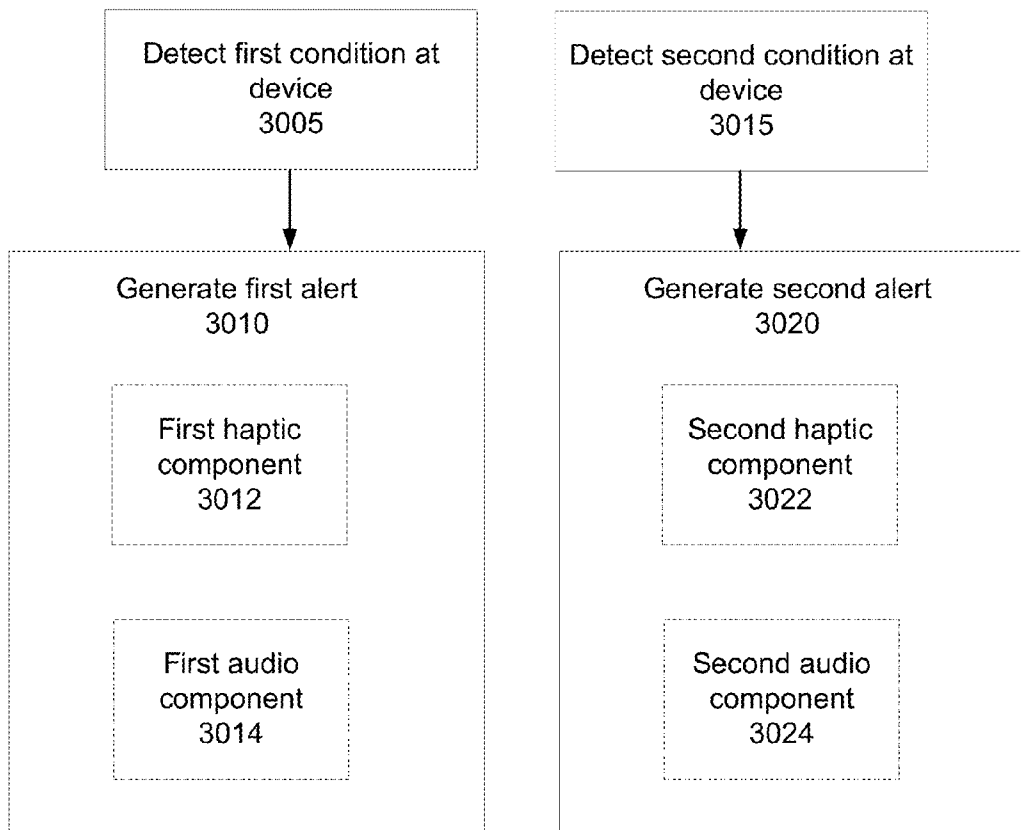 Detect first condition at
device
3005
Detect second condition at
device
3015
Generate first alert
3010
First haptic
component
3012
First audio
component
3014
Generate second alert
3020
Second haptic
component
3022
Second audio
component
3024